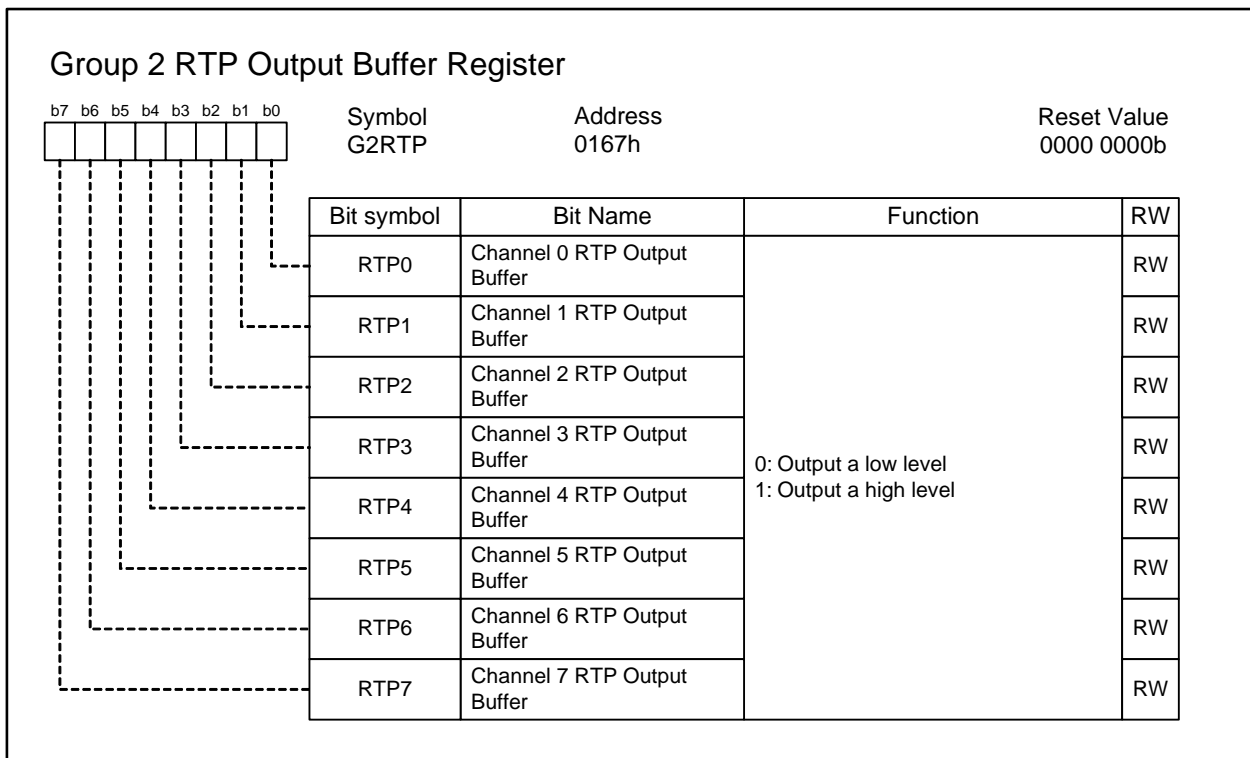 Group 2 RTP Output Buffer Register
b7 b6 b5 b4 b3 b2 b1 b0
Symbol Address Reset Value
G2RTP 0167h 0000 0000b
Bit symbol Bit Name Function RW
RTP0 Channel 0 RTP Output Buffer RW
RTP1 Channel 1 RTP Output Buffer RW
RTP2 Channel 2 RTP Output Buffer RW
RTP3 Channel 3 RTP Output Buffer RW
0: Output a low level
1: Output a high level
RTP4 Channel 4 RTP Output Buffer RW
RTP5 Channel 5 RTP Output Buffer RW
RTP6 Channel 6 RTP Output Buffer RW
RTP7 Channel 7 RTP Output Buffer RW